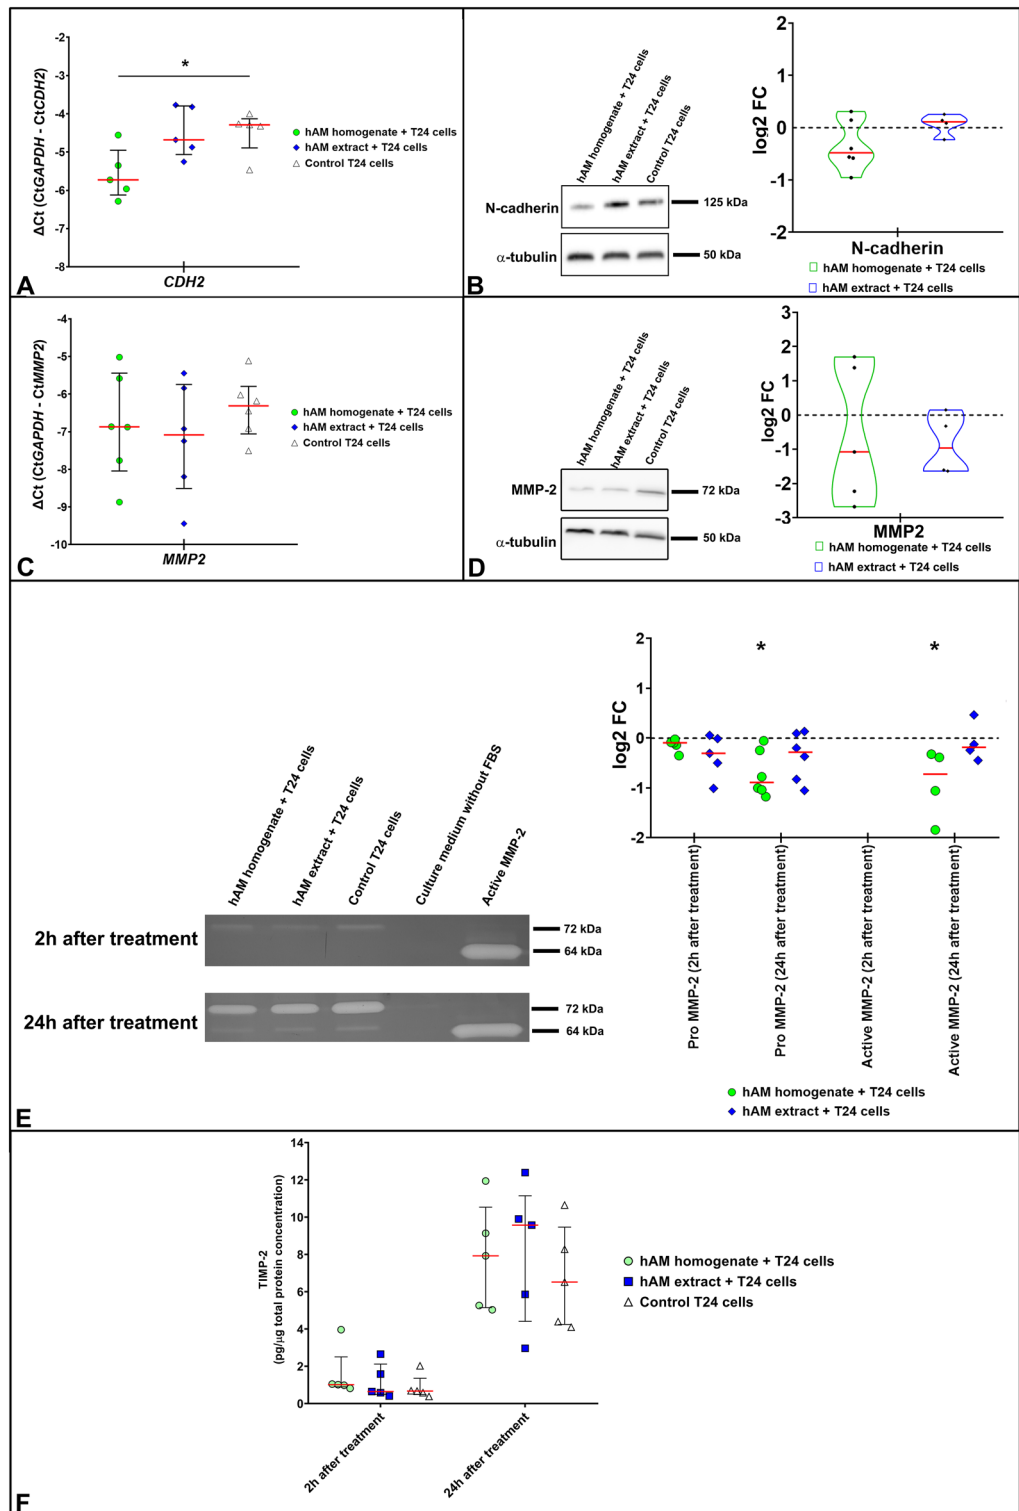 -2
-3
-4
-5
-6
-7
-8
ΔCt (CtGAPDH - CtCDH2)
*
CDH2
hAM homogenate + T24 cells
hAM extract + T24 cells
Control T24 cells
A
hAM homogenate + T24 cells
hAM extract + T24 cells
Control T24 cells
N-cadherin
125 kDa
α-tubulin
50 kDa
2
1
0
-1
-2
log2 FC
N-cadherin
hAM homogenate + T24 cells
hAM extract + T24 cells
B
-4
-5
-6
-7
-8
-9
-10
ΔCt (CtGAPDH - CtMMP2)
MMP2
hAM homogenate + T24 cells
hAM extract + T24 cells
Control T24 cells
C
hAM homogenate + T24 cells
hAM extract + T24 cells
Control T24 cells
MMP-2
72 kDa
α-tubulin
50 kDa
3
2
1
0
-1
-2
-3
log2 FC
MMP2
hAM homogenate + T24 cells
hAM extract + T24 cells
D
hAM homogenate + T24 cells
hAM extract + T24 cells
Control T24 cells
Culture medium without FBS
Active MMP-2
2h after treatment
72 kDa
64 kDa
24h after treatment
72 kDa
64 kDa
2
1
0
-1
-2
log2 FC
*
*
Pro MMP-2 (2h after treatment)
Pro MMP-2 (24h after treatment)
Active MMP-2 (2h after treatment)
Active MMP-2 (24h after treatment)
hAM homogenate + T24 cells
hAM extract + T24 cells
E
14
12
10
8
6
4
2
0
TIMP-2
(pg/μg total protein concentration)
2h after treatment
24h after treatment
hAM homogenate + T24 cells
hAM extract + T24 cells
Control T24 cells
F